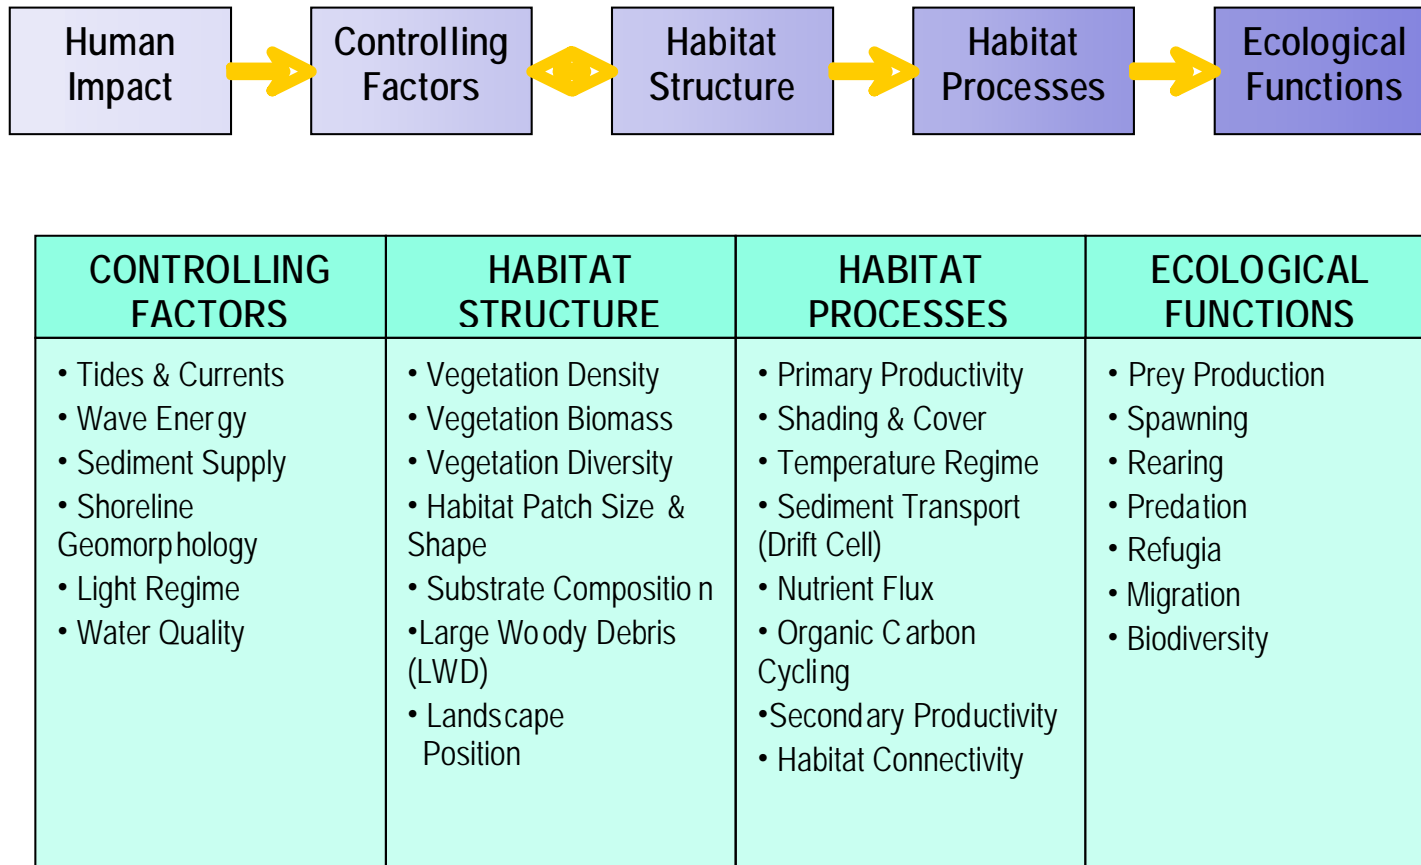 Human
Impact
Controlling
Factors
Habitat
Structure
Habitat
Processes
Ecological
Functions
CONTROLLING
FACTORS
• Tides & Currents
• Wave Energy
• Sediment Supply
• Shoreline
Geomorphology
• Light Regime
• Water Quality
HABITAT
STRUCTURE
• Vegetation Density
• Vegetation Biomass
• Vegetation Diversity
• Habitat Patch Size &
Shape
• Substrate Composition
•Large Woody Debris
(LWD)
• Landscape
Position
HABITAT
PROCESSES
• Primary Productivity
• Shading & Cover
• Temperature Regime
• Sediment Transport
(Drift Cell)
• Nutrient Flux
• Organic Carbon
Cycling
•Secondary Productivity
• Habitat Connectivity
ECOLOGICAL
FUNCTIONS
• Prey Production
• Spawning
• Rearing
• Predation
• Refugia
• Migration
• Biodiversity